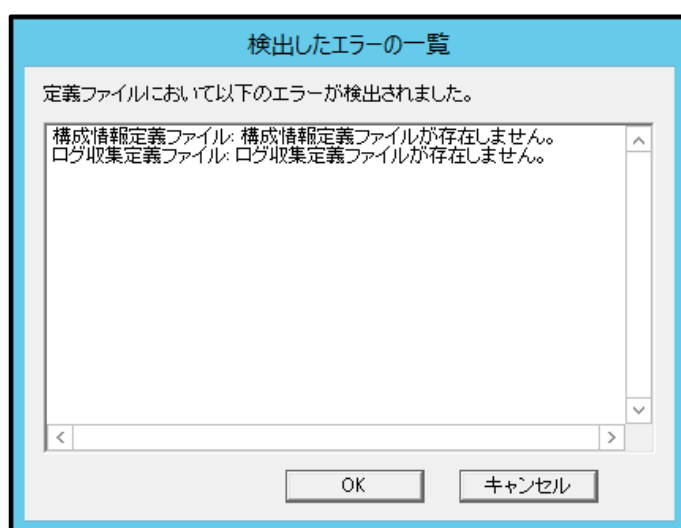 検出したエラーの一覧
定義ファイルにおいて以下のエラーが検出されました。
構成情報定義ファイル: 構成情報定義ファイルが存在しません。
ログ収集定義ファイル: ログ収集定義ファイルが存在しません。
OK
キャンセル